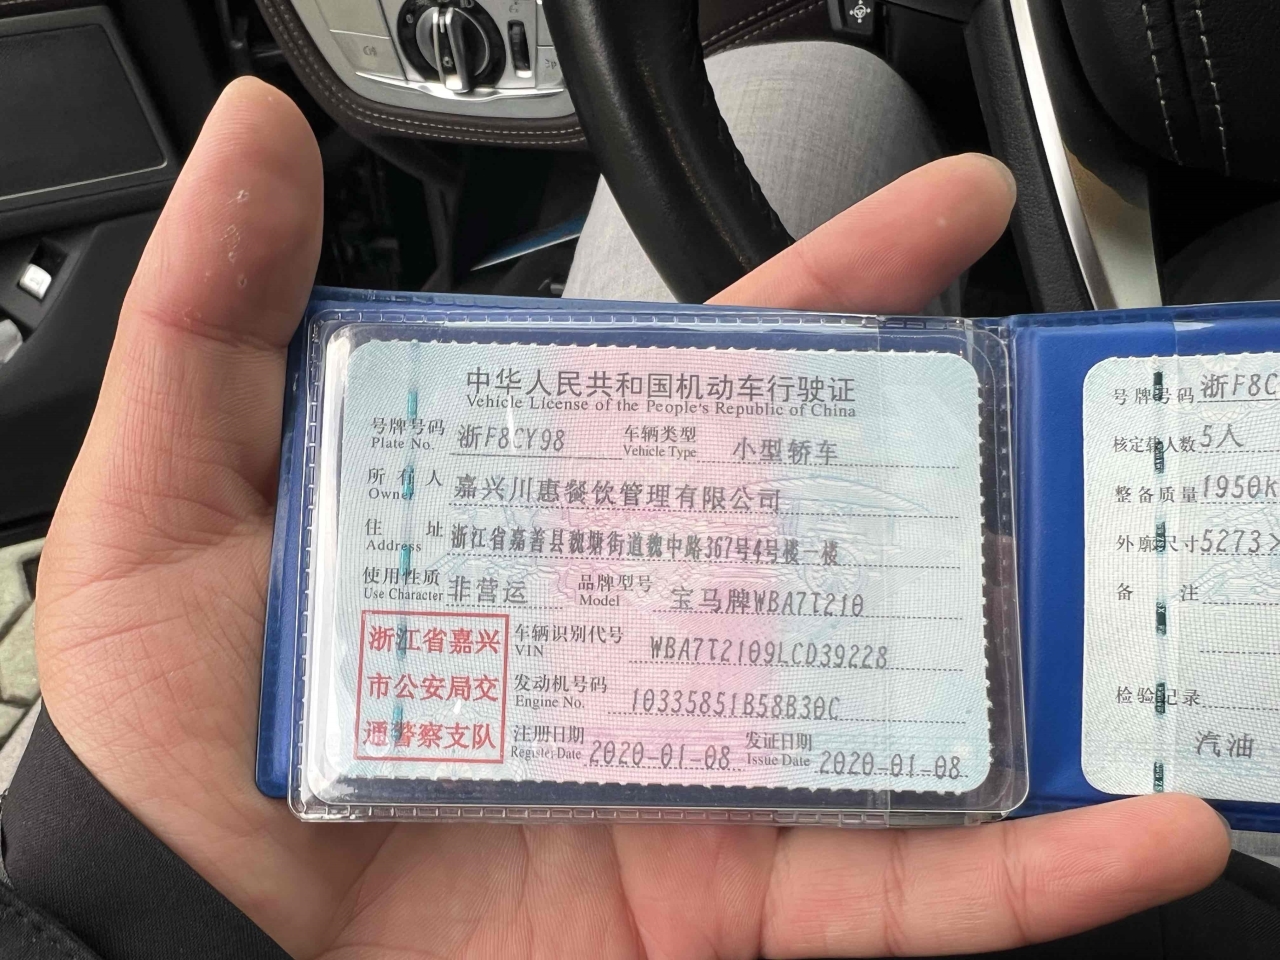 中华人民共和国机动车行驶证
Vehicle License of the People's Republic of China
号牌号码 浙F8CY98 车辆类型 小型轿车
Plate No. Vehicle Type
所有人 嘉兴川惠餐饮管理有限公司
Owner
住址 浙江省嘉善县魏塘街道魏中路367号4号楼一楼
Address
使用性质 非营运 品牌型号 宝马牌WBA7T210
Use Character Model
浙江省嘉兴
市公安局交
通警察支队
车辆识别代号 WBA7T2109LCD39228
VIN
发动机号码 10335851B58B30C
Engine No.
注册日期 2020-01-08 发证日期 2020-01-08
Register Date Issue Date
号牌号码 浙F8C
核定载人数 5人
整备质量 1950k
外廓尺寸 5273×
备注
检验记录
汽油